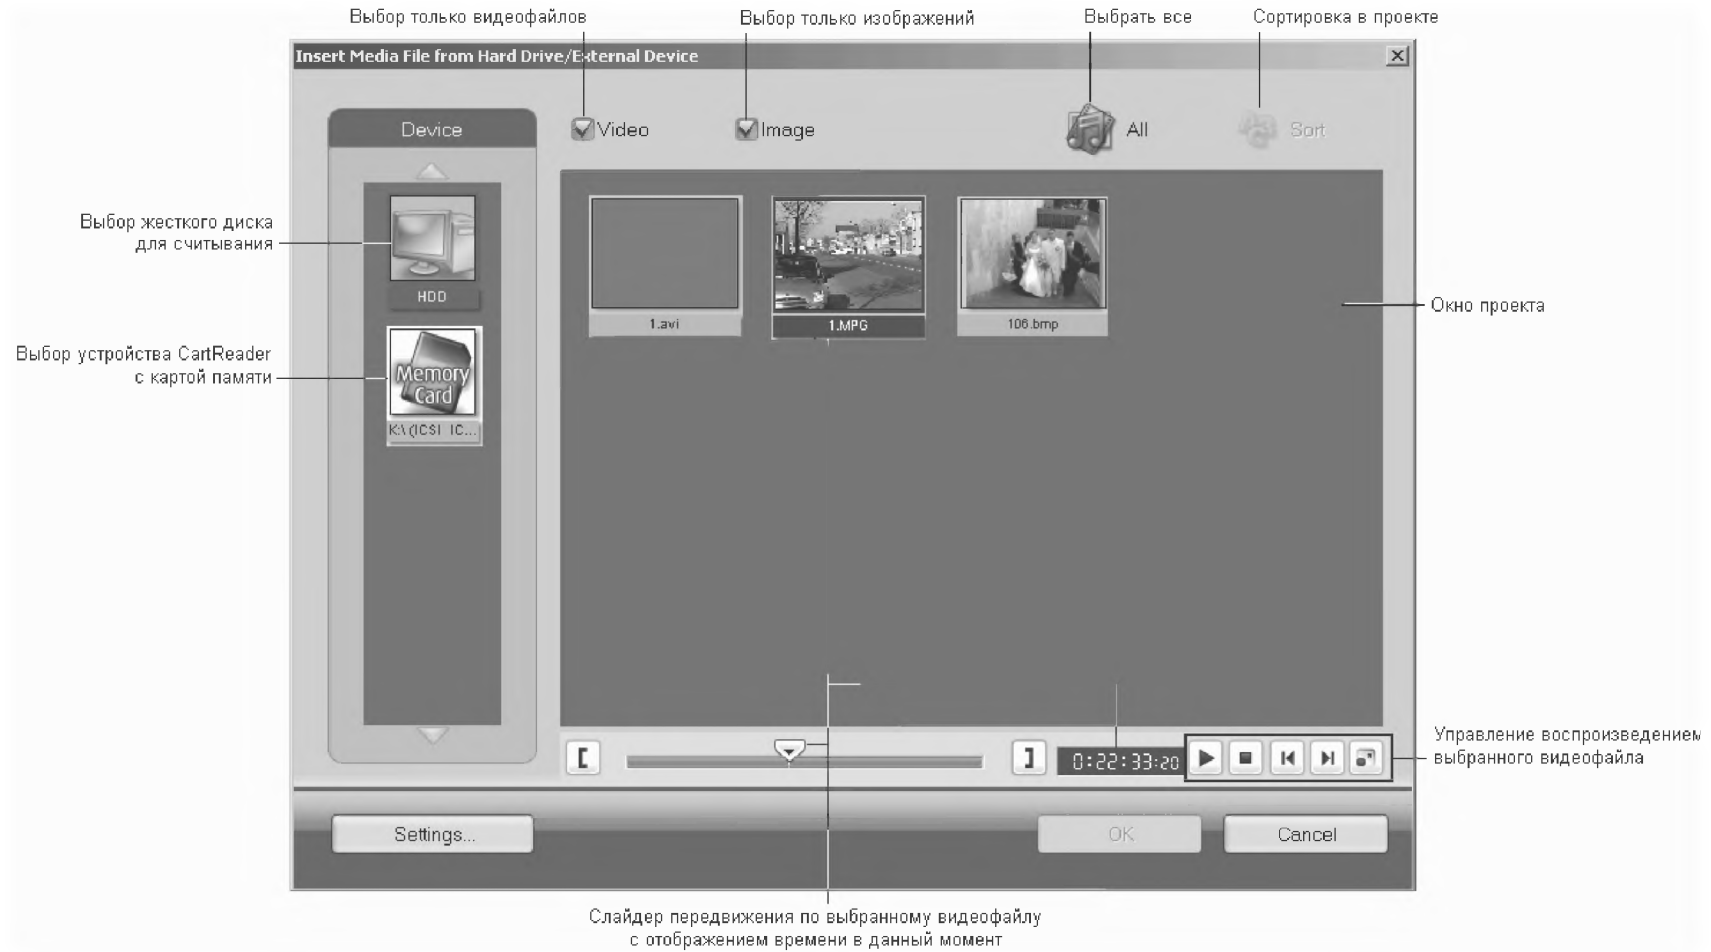 Выбор только видеофайлов
Выбор только изображений
Выбрать все
Сортировка в проекте
Insert Media File from Hard Drive/External Device
Device
Video
Image
All
Sort
Выбор жесткого диска
для считывания
HDD
1.avi
1.MPG
106.bmp
Окно проекта
Выбор устройства CartReader
с картой памяти
Memory
Card
K:\ (ICSI IC...
Управление воспроизведением
выбранного видеофайла
[
]
0:22:33:20
Settings...
OK
Cancel
Слайдер передвижения по выбранному видеофайлу
с отображением времени в данный момент